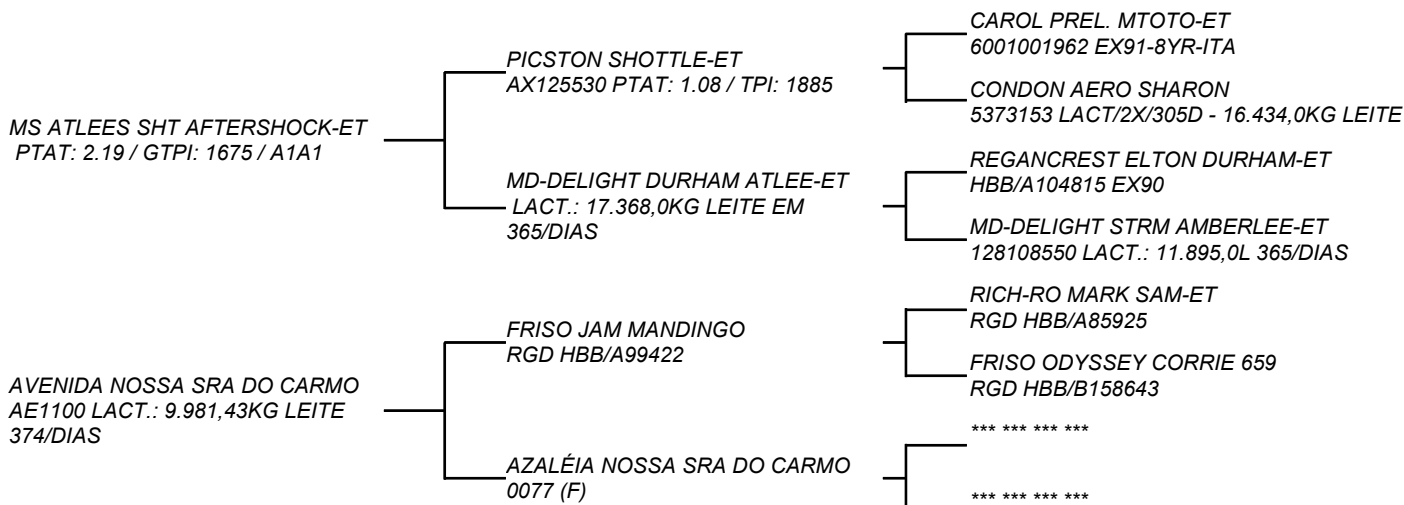 MS ATLEES SHT AFTERSHOCK-ET
PTAT: 2.19 / GTPI: 1675 / A1A1
PICSTON SHOTTLE-ET
AX125530 PTAT: 1.08 / TPI: 1885
CAROL PREL. MTOTO-ET
6001001962 EX91-8YR-ITA
CONDON AERO SHARON
5373153 LACT/2X/305D - 16.434,0KG LEITE
MD-DELIGHT DURHAM ATLEE-ET
LACT.: 17.368,0KG LEITE EM
365/DIAS
REGANCREST ELTON DURHAM-ET
HBB/A104815 EX90
MD-DELIGHT STRM AMBERLEE-ET
128108550 LACT.: 11.895,0L 365/DIAS
AVENIDA NOSSA SRA DO CARMO
AE1100 LACT.: 9.981,43KG LEITE
374/DIAS
FRISO JAM MANDINGO
RGD HBB/A99422
RICH-RO MARK SAM-ET
RGD HBB/A85925
FRISO ODYSSEY CORRIE 659
RGD HBB/B158643
AZALÉIA NOSSA SRA DO CARMO
0077 (F)
*** *** *** ***
*** *** *** ***